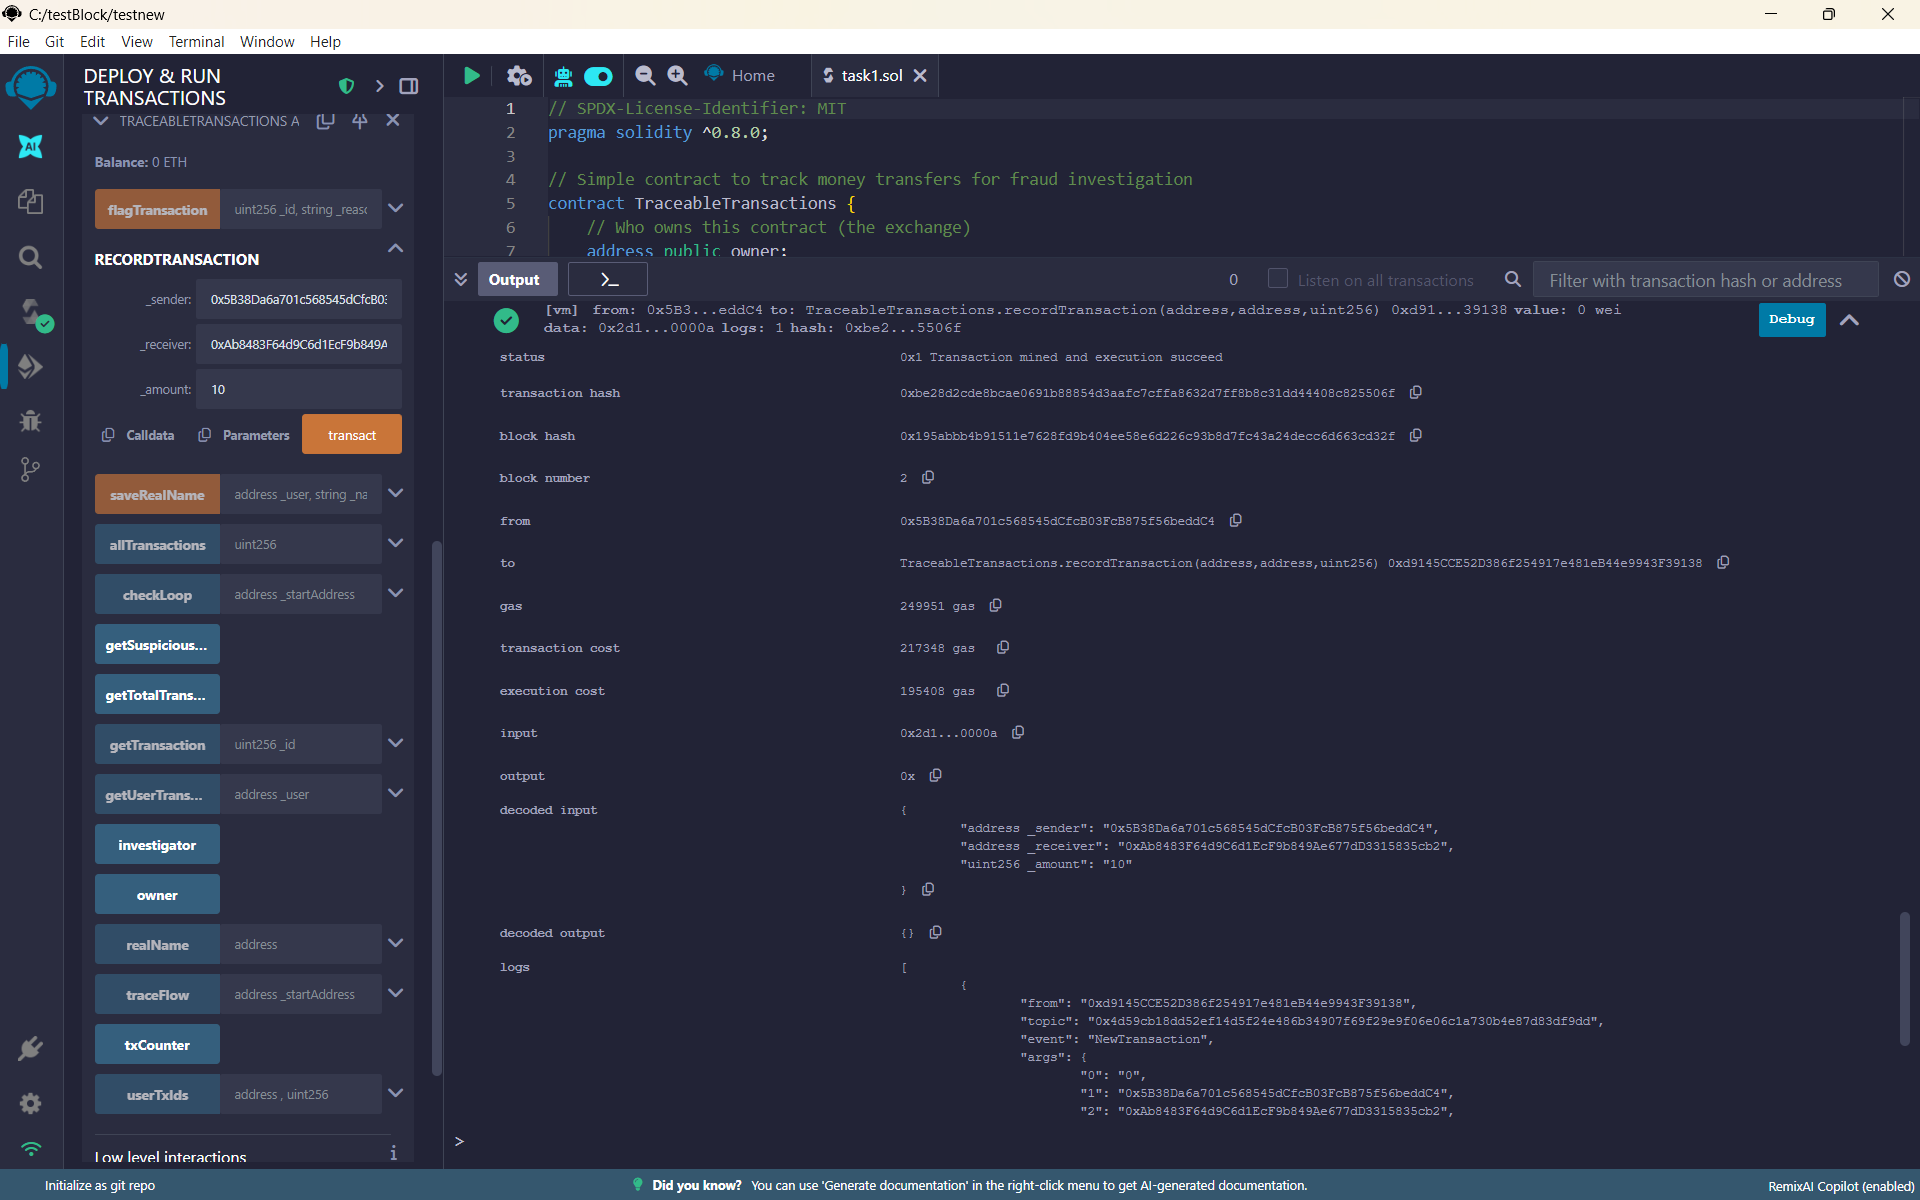 C:/testBlock/testnew
File Git Edit View Terminal Window Help
DEPLOY & RUN
TRANSACTIONS
TRACEABLETRANSACTIONS A
Balance: 0 ETH
flagTransaction uint256 _id, string _reasc
RECORDTRANSACTION
_sender: 0x5B38Da6a701c568545dCfcB03
_receiver: 0xAb8483F64d9C6d1EcF9b849A
_amount: 10
Calldata Parameters transact
saveRealName address _user, string _na
allTransactions uint256
checkLoop address _startAddress
getSuspicious...
getTotalTrans...
getTransaction uint256 _id
getUserTrans... address _user
investigator
owner
realName address
traceFlow address _startAddress
txCounter
userTxIds address , uint256
Low level interactions
Home task1.sol
1 // SPDX-License-Identifier: MIT
2 pragma solidity ^0.8.0;
3
4 // Simple contract to track money transfers for fraud investigation
5 contract TraceableTransactions {
6 // Who owns this contract (the exchange)
7 address public owner;
Output >_ 0 Listen on all transactions Filter with transaction hash or address
[vm] from: 0x5B3...eddC4 to: TraceableTransactions.recordTransaction(address,address,uint256) 0xd91...39138 value: 0 wei
data: 0x2d1...0000a logs: 1 hash: 0xbe2...5506f
Debug
status 0x1 Transaction mined and execution succeed
transaction hash 0xbe28d2cde8bcae0691b88854d3aafc7cffa8632d7ff8b8c31dd44408c825506f
block hash 0x195abbb4b91511e7628fd9b404ee58e6d226c93b8d7fc43a24decc6d663cd32f
block number 2
from 0x5B38Da6a701c568545dCfcB03FcB875f56beddC4
to TraceableTransactions.recordTransaction(address,address,uint256) 0xd9145CCE52D386f254917e481eB44e9943F39138
gas 249951 gas
transaction cost 217348 gas
execution cost 195408 gas
input 0x2d1...0000a
output 0x
decoded input {
"address _sender": "0x5B38Da6a701c568545dCfcB03FcB875f56beddC4",
"address _receiver": "0xAb8483F64d9C6d1EcF9b849Ae677dD3315835cb2",
"uint256 _amount": "10"
}
decoded output {}
logs [
{
"from": "0xd9145CCE52D386f254917e481eB44e9943F39138",
"topic": "0x4d59cb18dd52ef14d5f24e486b34907f69f29e9f06e06c1a730b4e87d83df9dd",
"event": "NewTransaction",
"args": {
"0": "0",
"1": "0x5B38Da6a701c568545dCfcB03FcB875f56beddC4",
"2": "0xAb8483F64d9C6d1EcF9b849Ae677dD3315835cb2",
>
Initialize as git repo
Did you know? You can use 'Generate documentation' in the right-click menu to get AI-generated documentation.
RemixAI Copilot (enabled)